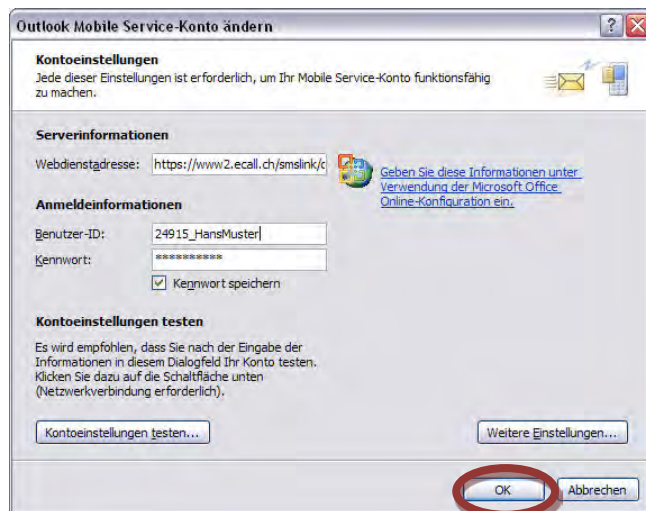 Outlook Mobile Service-Konto ändern
Kontoeinstellungen
Jede dieser Einstellungen ist erforderlich, um Ihr Mobile Service-Konto funktionsfähig
zu machen.
Serverinformationen
Webdienstadresse: https://www2.ecall.ch/smslink/c
Geben Sie diese Informationen unter
Verwendung der Microsoft Office
Online-Konfiguration ein.
Anmeldeinformationen
Benutzer-ID: 24915_HansMuster
Kennwort: **********
Kennwort speichern
Kontoeinstellungen testen
Es wird empfohlen, dass Sie nach der Eingabe der
Informationen in diesem Dialogfeld Ihr Konto testen.
Klicken Sie dazu auf die Schaltfläche unten
(Netzwerkverbindung erforderlich).
Kontoeinstellungen testen... Weitere Einstellungen...
OK Abbrechen